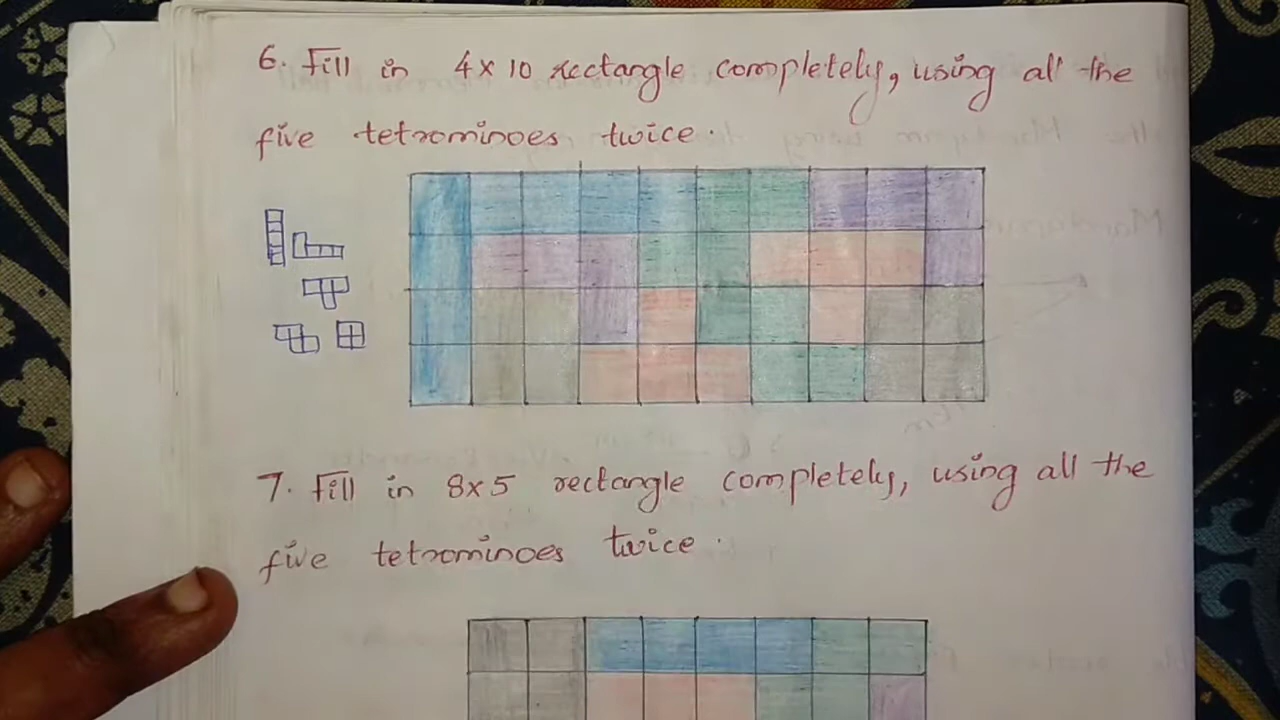 6. Fill in 4x10 rectangle completely, using all the
five tetrominoes twice.
7. Fill in 8x5 rectangle completely, using all the
five tetrominoes twice.